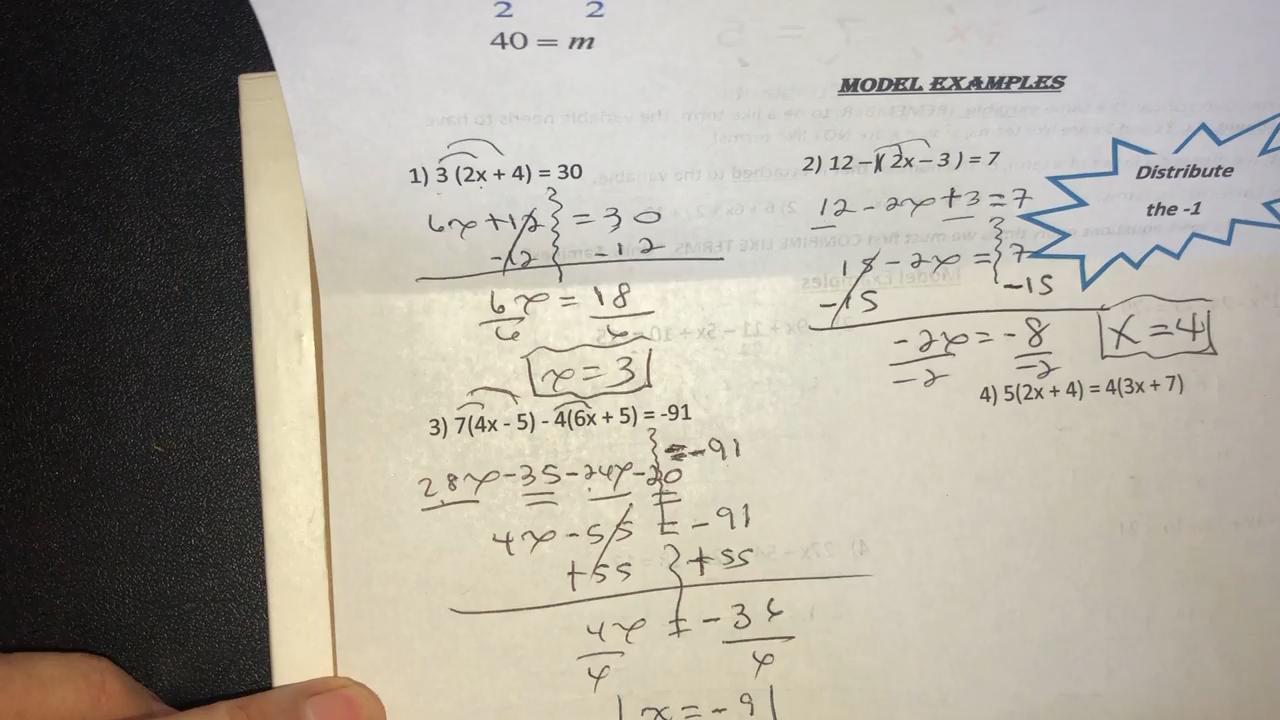 2 2
40 = m
MODEL EXAMPLES
1) 3 (2x + 4) = 30
6x + 12 = 30
-12 -12
6x = 18
6 6
x = 3
2) 12 - 1( 2x - 3 ) = 7
12 - 2x + 3 = 7
15 - 2x = 7
-15 -15
-2x = -8
-2 -2
x = 4
Distribute
the -1
3) 7(4x - 5) - 4(6x + 5) = -91
28x - 35 - 24x - 20 = -91
4x - 55 = -91
+55 +55
4x = -36
4 4
x = -9
4) 5(2x + 4) = 4(3x + 7)